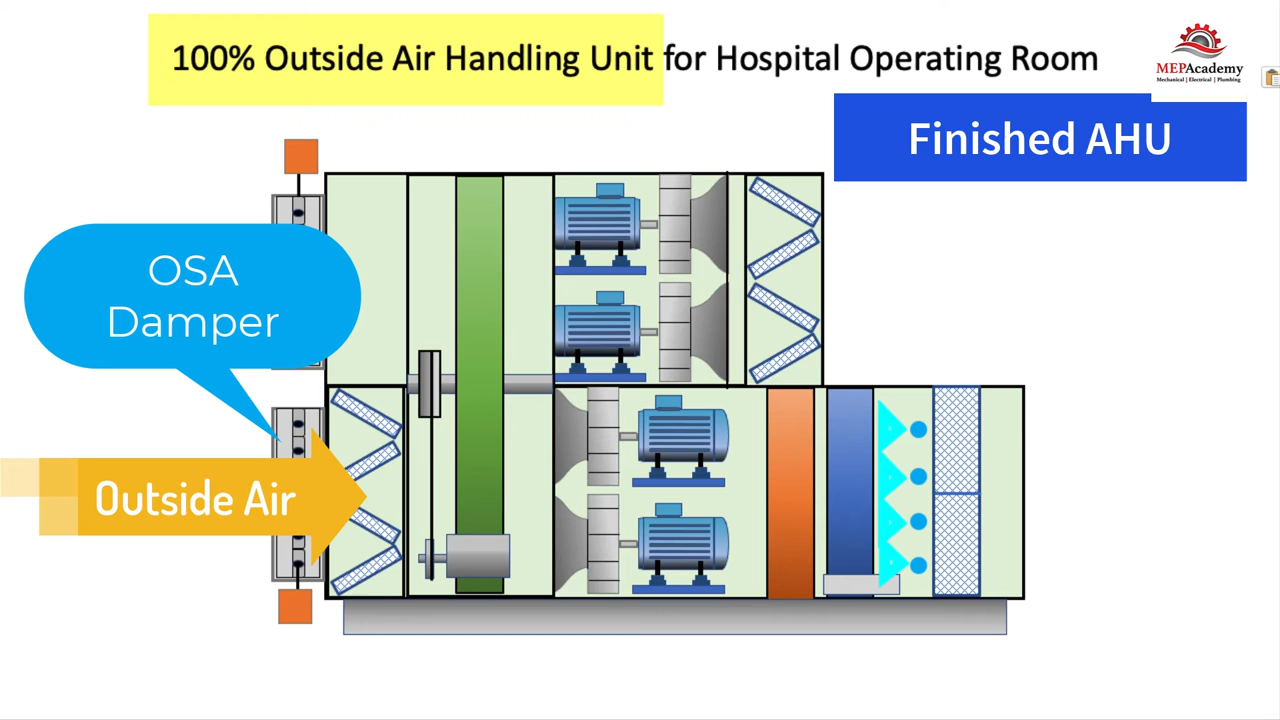 100% Outside Air Handling Unit for Hospital Operating Room
MEPAcademy
Mechanical | Electrical | Plumbing
Finished AHU
OSA
Damper
Outside Air